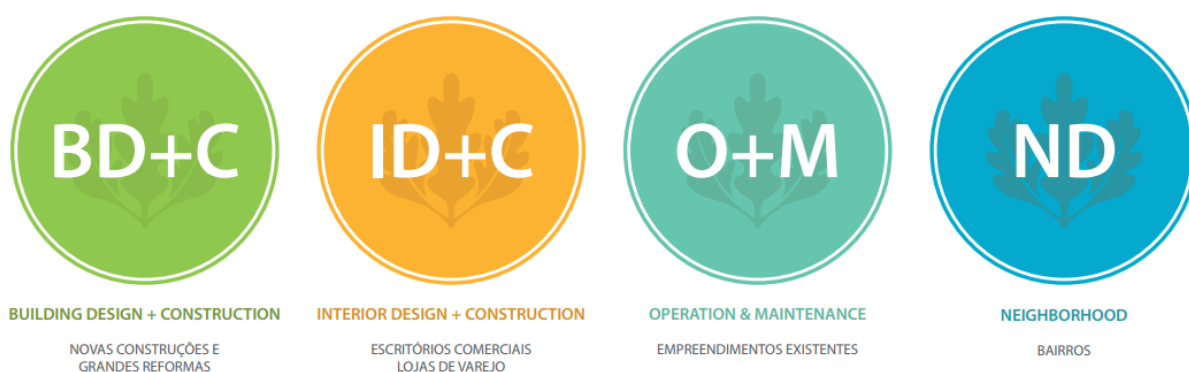 BD+C
ID+C
O+M
ND
BUILDING DESIGN + CONSTRUCTION
INTERIOR DESIGN + CONSTRUCTION
OPERATION & MAINTENANCE
NEIGHBORHOOD
NOVAS CONSTRUÇÕES E
GRANDES REFORMAS
ESCRITÓRIOS COMERCIAIS
LOJAS DE VAREJO
EMPREENDIMENTOS EXISTENTES
BAIRROS